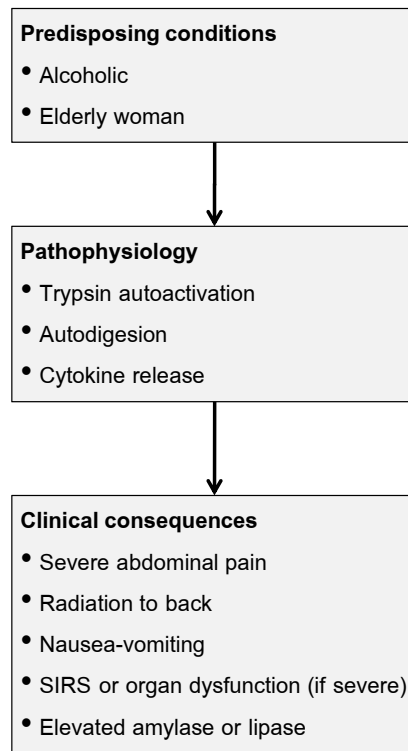 Predisposing conditions
• Alcoholic
• Elderly woman
Pathophysiology
• Trypsin autoactivation
• Autodigesion
• Cytokine release
Clinical consequences
• Severe abdominal pain
• Radiation to back
• Nausea-vomiting
• SIRS or organ dysfunction (if severe)
• Elevated amylase or lipase